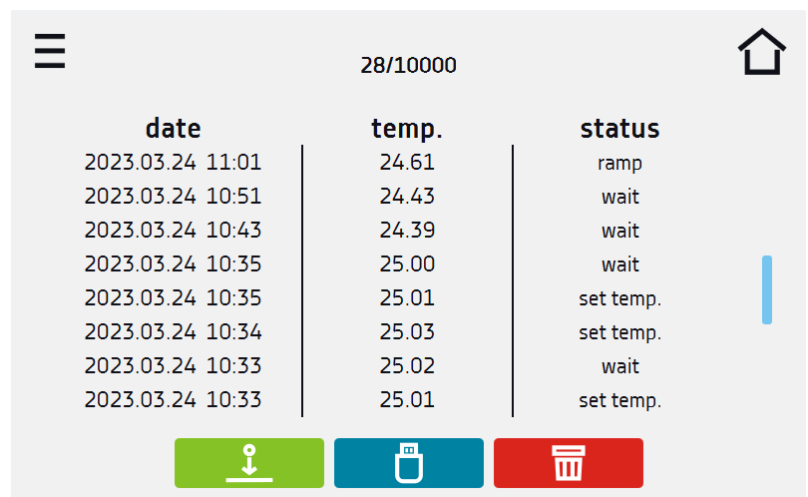 28/10000
date temp. status
2023.03.24 11:01 24.61 ramp
2023.03.24 10:51 24.43 wait
2023.03.24 10:43 24.39 wait
2023.03.24 10:35 25.00 wait
2023.03.24 10:35 25.01 set temp.
2023.03.24 10:34 25.03 set temp.
2023.03.24 10:33 25.02 wait
2023.03.24 10:33 25.01 set temp.